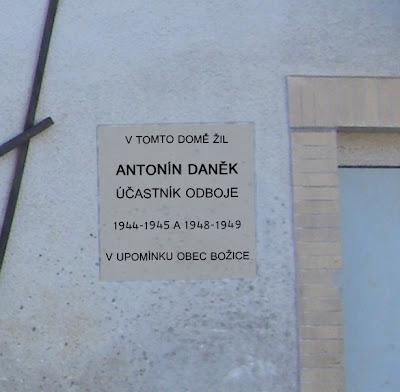 V TOMTO DOMĚ ŽIL
ANTONÍN DANĚK
ÚČASTNÍK ODBOJE
1944-1945 A 1948-1949
V UPOMÍNKU OBEC BOŽICE